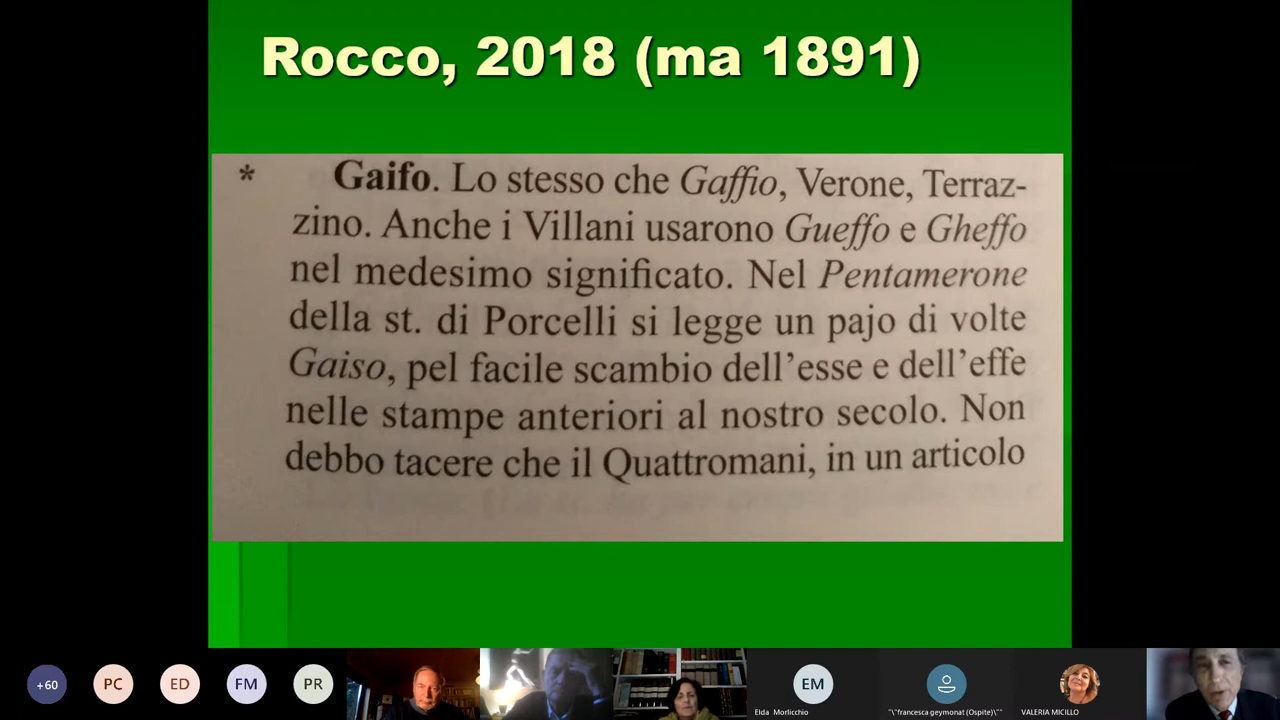 Rocco, 2018 (ma 1891)
* Gaifo. Lo stesso che Gaffio, Verone, Terraz-
zino. Anche i Villani usarono Gueffo e Gheffo
nel medesimo significato. Nel Pentamerone
della st. di Porcelli si legge un pajo di volte
Gaiso, pel facile scambio dell'esse e dell'effe
nelle stampe anteriori al nostro secolo. Non
debbo tacere che il Quattromani, in un articolo
+60
PC
ED
FM
PR
EM
Elda Morlicchio
"\"francesca geymonat (Ospite)\""
VALERIA MICILLO